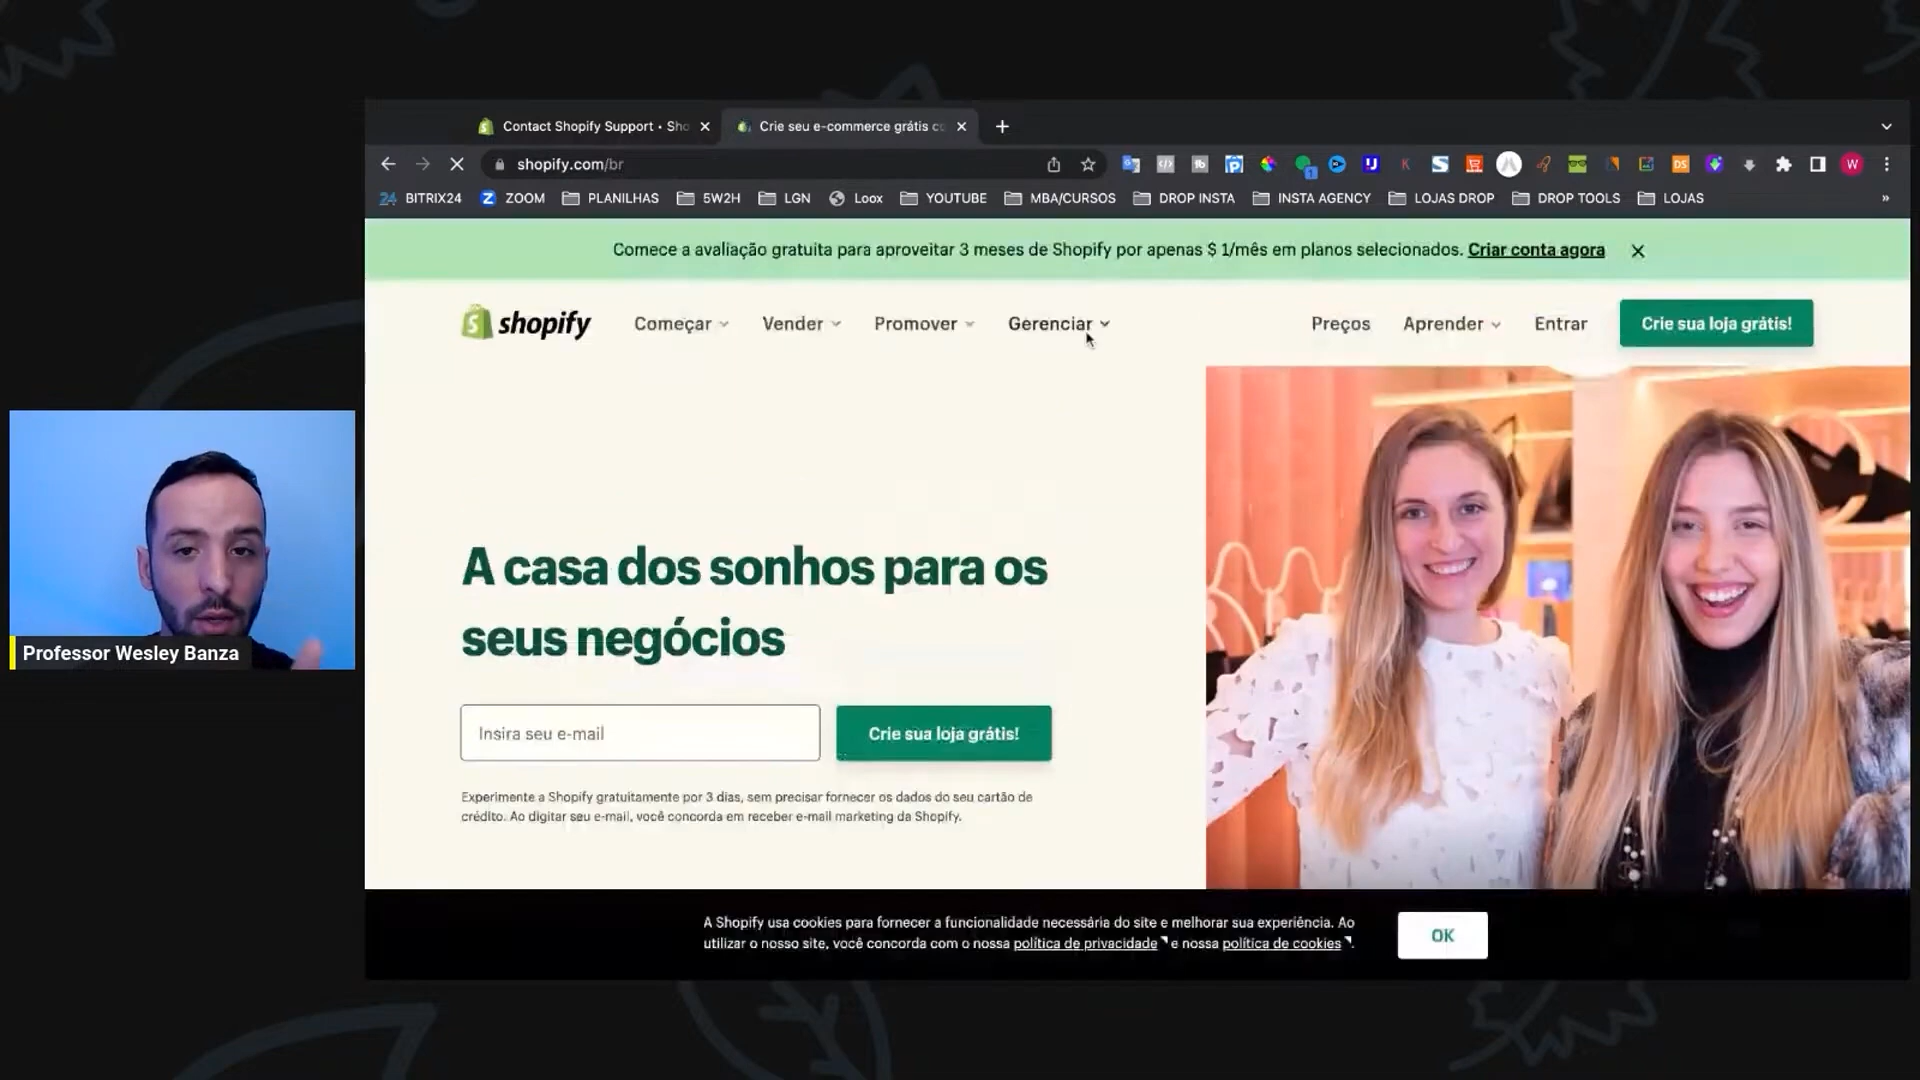 Contact Shopify Support • Sho
Crie seu e-commerce grátis co
shopify.com/br
BITRIX24
ZOOM
PLANILHAS
5W2H
LGN
Loox
YOUTUBE
MBA/CURSOS
DROP INSTA
INSTA AGENCY
LOJAS DROP
DROP TOOLS
LOJAS
»
Comece a avaliação gratuita para aproveitar 3 meses de Shopify por apenas $ 1/mês em planos selecionados. Criar conta agora
shopify
Começar
Vender
Promover
Gerenciar
Preços
Aprender
Entrar
Crie sua loja grátis!
A casa dos sonhos para os
seus negócios
Insira seu e-mail
Crie sua loja grátis!
Experimente a Shopify gratuitamente por 3 dias, sem precisar fornecer os dados do seu cartão de
crédito. Ao digitar seu e-mail, você concorda em receber e-mail marketing da Shopify.
A Shopify usa cookies para fornecer a funcionalidade necessária do site e melhorar sua experiência. Ao
utilizar o nosso site, você concorda com o nossa política de privacidade e nossa política de cookies.
OK
Professor Wesley Banza